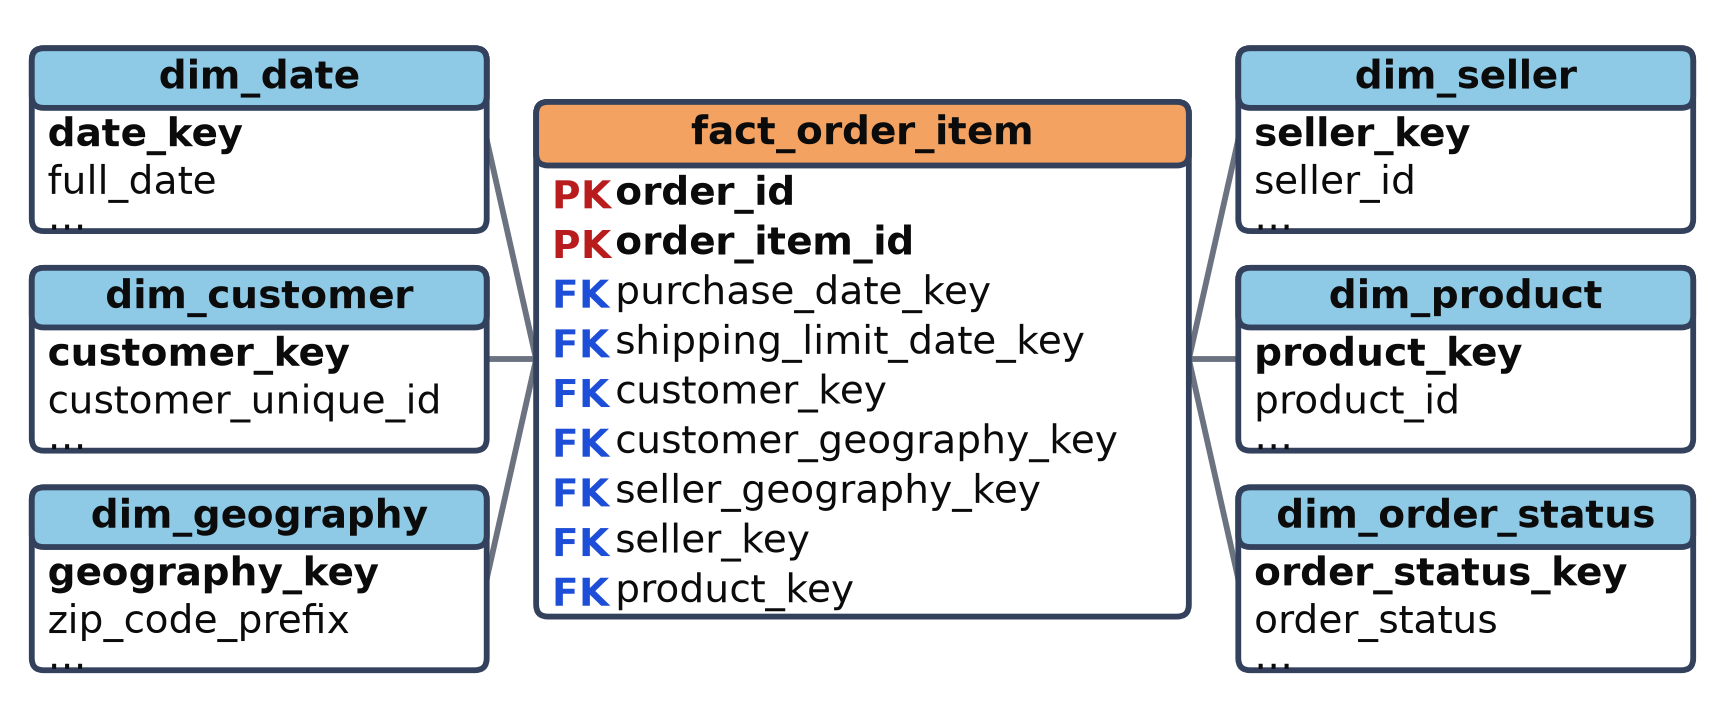 dim_date
date_key
full_date
...
dim_customer
customer_key
customer_unique_id
...
dim_geography
geography_key
zip_code_prefix
...
fact_order_item
PK order_id
PK order_item_id
FK purchase_date_key
FK shipping_limit_date_key
FK customer_key
FK customer_geography_key
FK seller_geography_key
FK seller_key
FK product_key
dim_seller
seller_key
seller_id
...
dim_product
product_key
product_id
...
dim_order_status
order_status_key
order_status
...